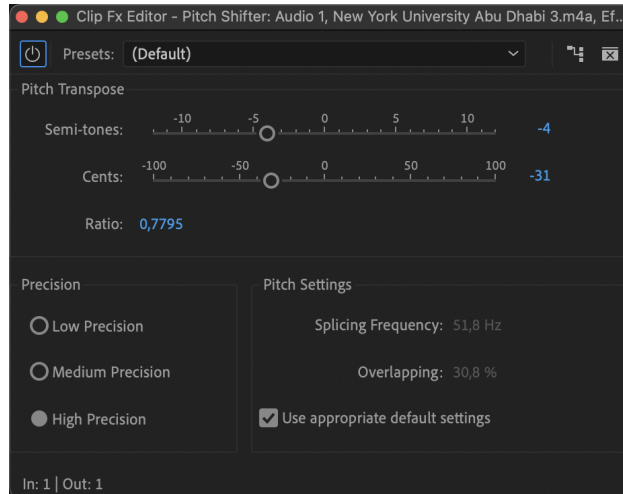 Clip Fx Editor - Pitch Shifter: Audio 1, New York University Abu Dhabi 3.m4a, Ef...
Presets: (Default)
Pitch Transpose
-10 -5 0 5 10
Semi-tones: -4
-100 -50 0 50 100
Cents: -31
Ratio: 0,7795
Precision
Low Precision
Medium Precision
High Precision
Pitch Settings
Splicing Frequency: 51,8 Hz
Overlapping: 30,8 %
Use appropriate default settings
In: 1 | Out: 1